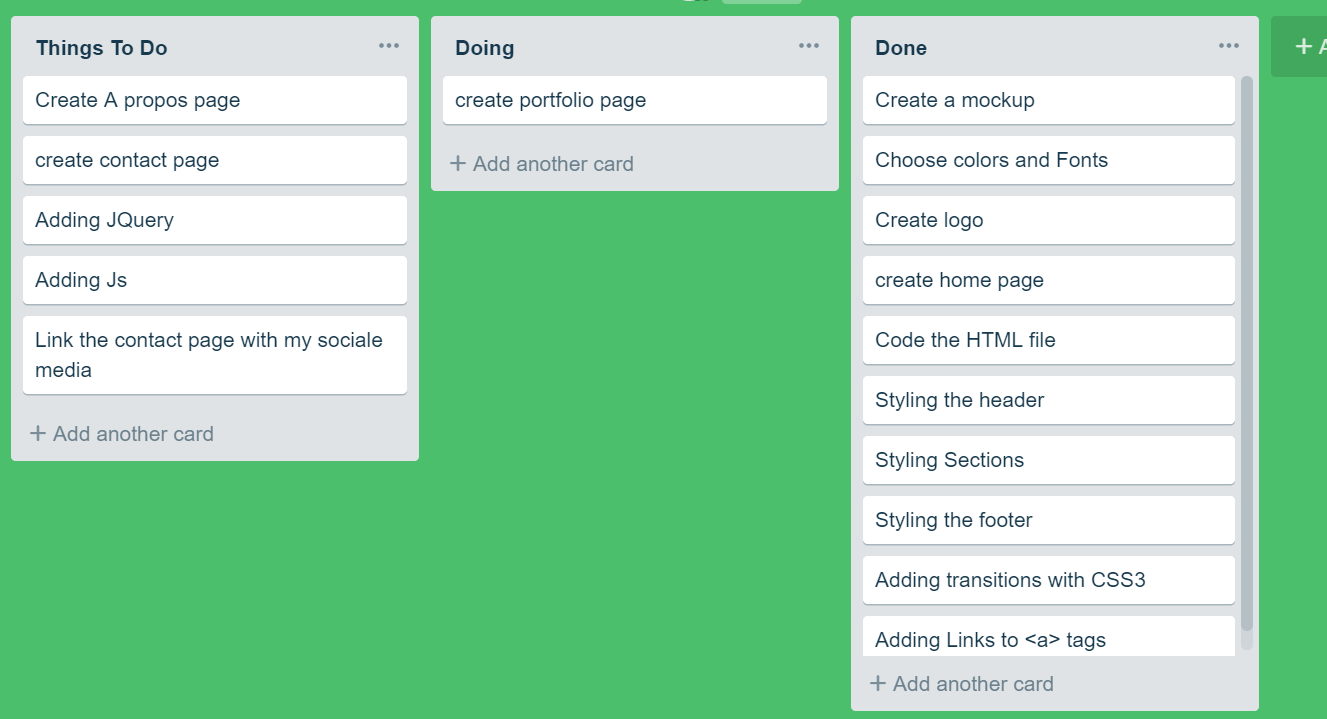 Things To Do
Create A propos page
create contact page
Adding JQuery
Adding Js
Link the contact page with my sociale
media
+ Add another card
Doing
create portfolio page
+ Add another card
Done
Create a mockup
Choose colors and Fonts
Create logo
create home page
Code the HTML file
Styling the header
Styling Sections
Styling the footer
Adding transitions with CSS3
Adding Links to <a> tags
+ Add another card